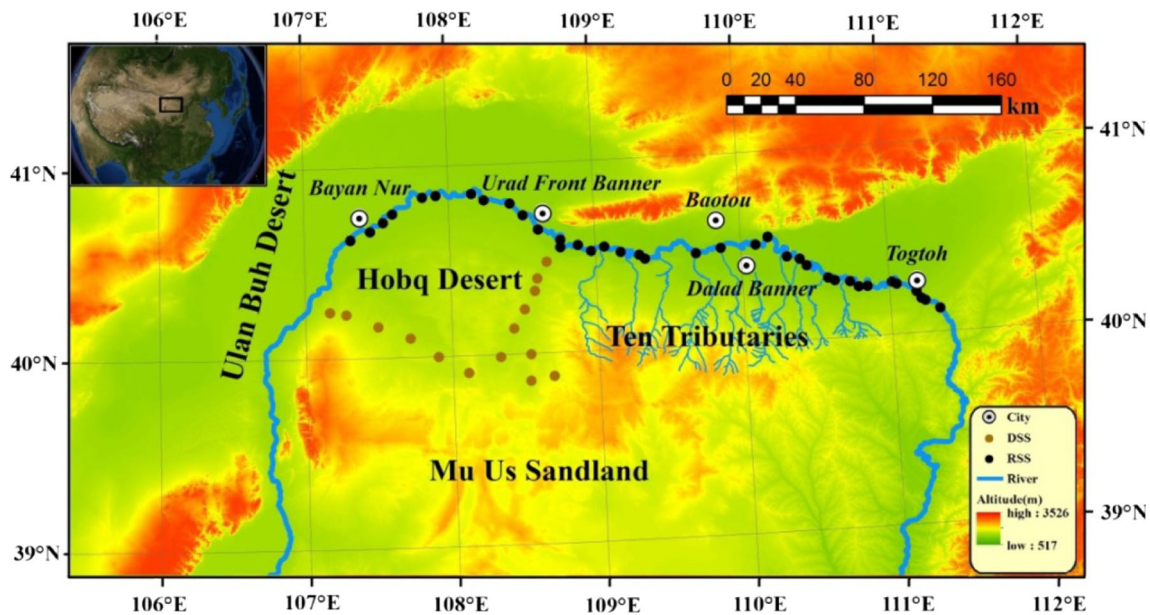 106°E 107°E 108°E 109°E 110°E 111°E 112°E
0 20 40 80 120 160
km
41°N
41°N
Bayan Nur
Urad Front Banner
Baotou
Togtoh
Ulan Buh Desert
Hobq Desert
Dalad Banner
Ten Tributaries
40°N
40°N
Mu Us Sandland
City
DSS
RSS
River
Altitude(m)
high : 3526
low : 517
39°N
39°N
106°E 107°E 108°E 109°E 110°E 111°E 112°E